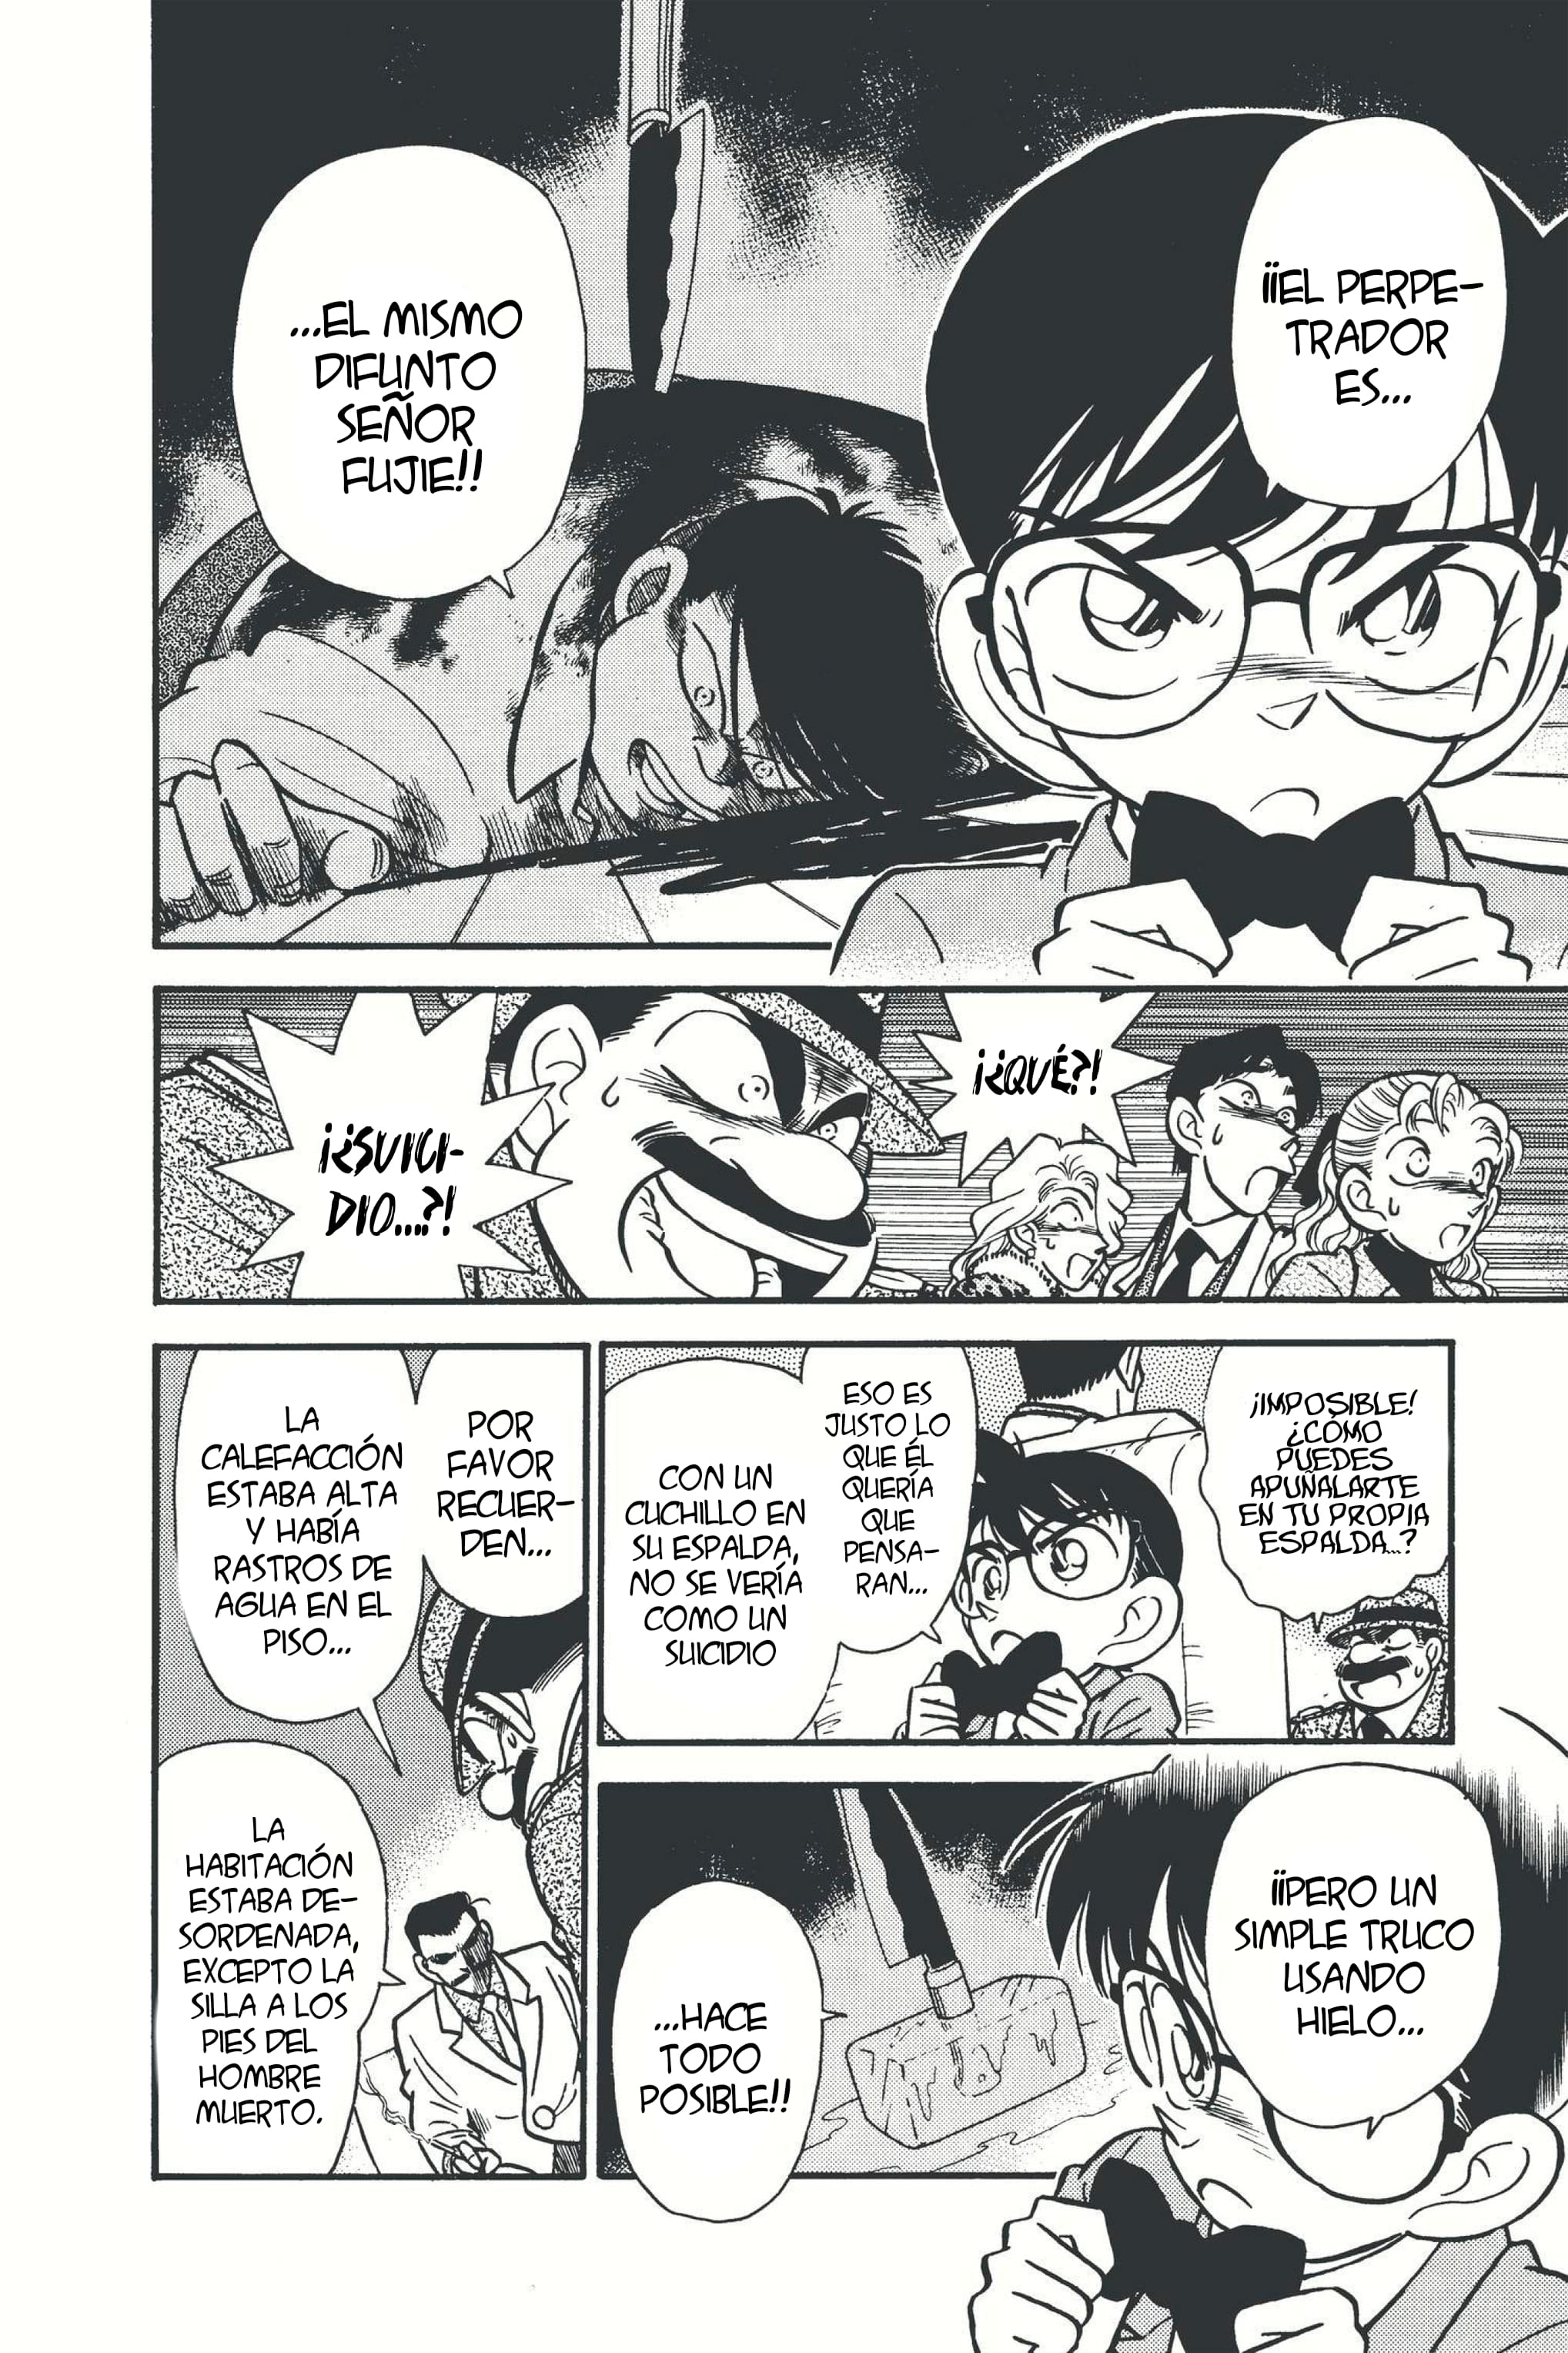 ¡¡EL PERPE-
TRADOR
ES...
...EL MISMO
DIFUNTO
SEÑOR
FUJIE!!
¡¿QUÉ?!
¡¿SUICI-
DIO...?!
¡IMPOSIBLE!
¿CÓMO
PUEDES
APUÑALARTE
EN TU PROPIA
ESPALDA...?
ESO ES
JUSTO LO
QUE ÉL
QUERÍA
QUE
PENSA-
RAN...
CON UN
CUCHILLO EN
SU ESPALDA,
NO SE VERÍA
COMO UN
SUICIDIO
¡¡PERO UN
SIMPLE TRUCO
USANDO
HIELO...
...HACE
TODO
POSIBLE!!
POR
FAVOR
RECUER-
DEN...
LA
CALEFACCIÓN
ESTABA ALTA
Y HABÍA
RASTROS DE
AGUA EN EL
PISO...
LA
HABITACIÓN
ESTABA DE-
SORDENADA,
EXCEPTO LA
SILLA A LOS
PIES DEL
HOMBRE
MUERTO.